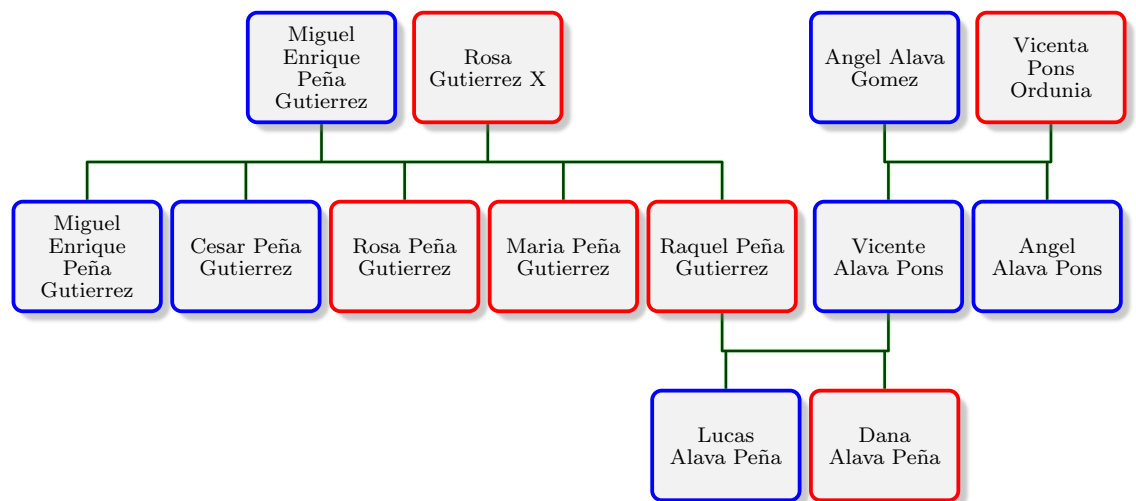 Miguel
Enrique
Peña
Gutierrez
Rosa
Gutierrez X
Angel Alava
Gomez
Vicenta
Pons
Ordunia
Miguel
Enrique
Peña
Gutierrez
Cesar Peña
Gutierrez
Rosa Peña
Gutierrez
Maria Peña
Gutierrez
Raquel Peña
Gutierrez
Vicente
Alava Pons
Angel
Alava Pons
Lucas
Alava Peña
Dana
Alava Peña